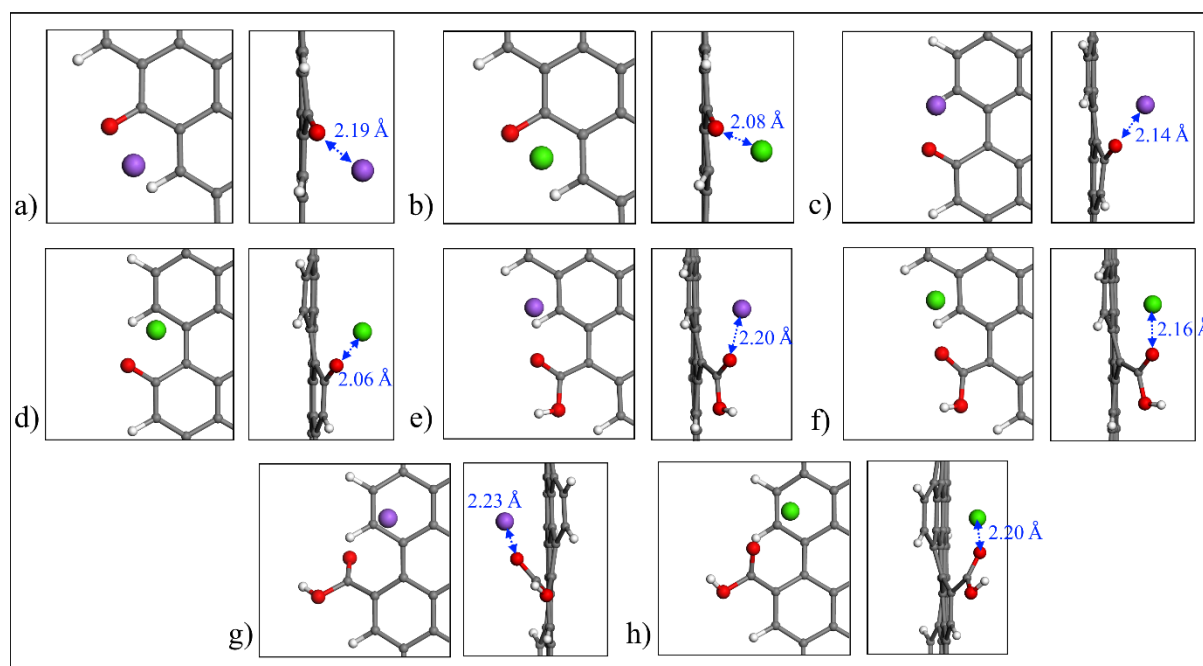 a)
2.19 Å
b)
2.08 Å
c)
2.14 Å
d)
2.06 Å
e)
2.20 Å
f)
2.16 Å
g)
2.23 Å
h)
2.20 Å